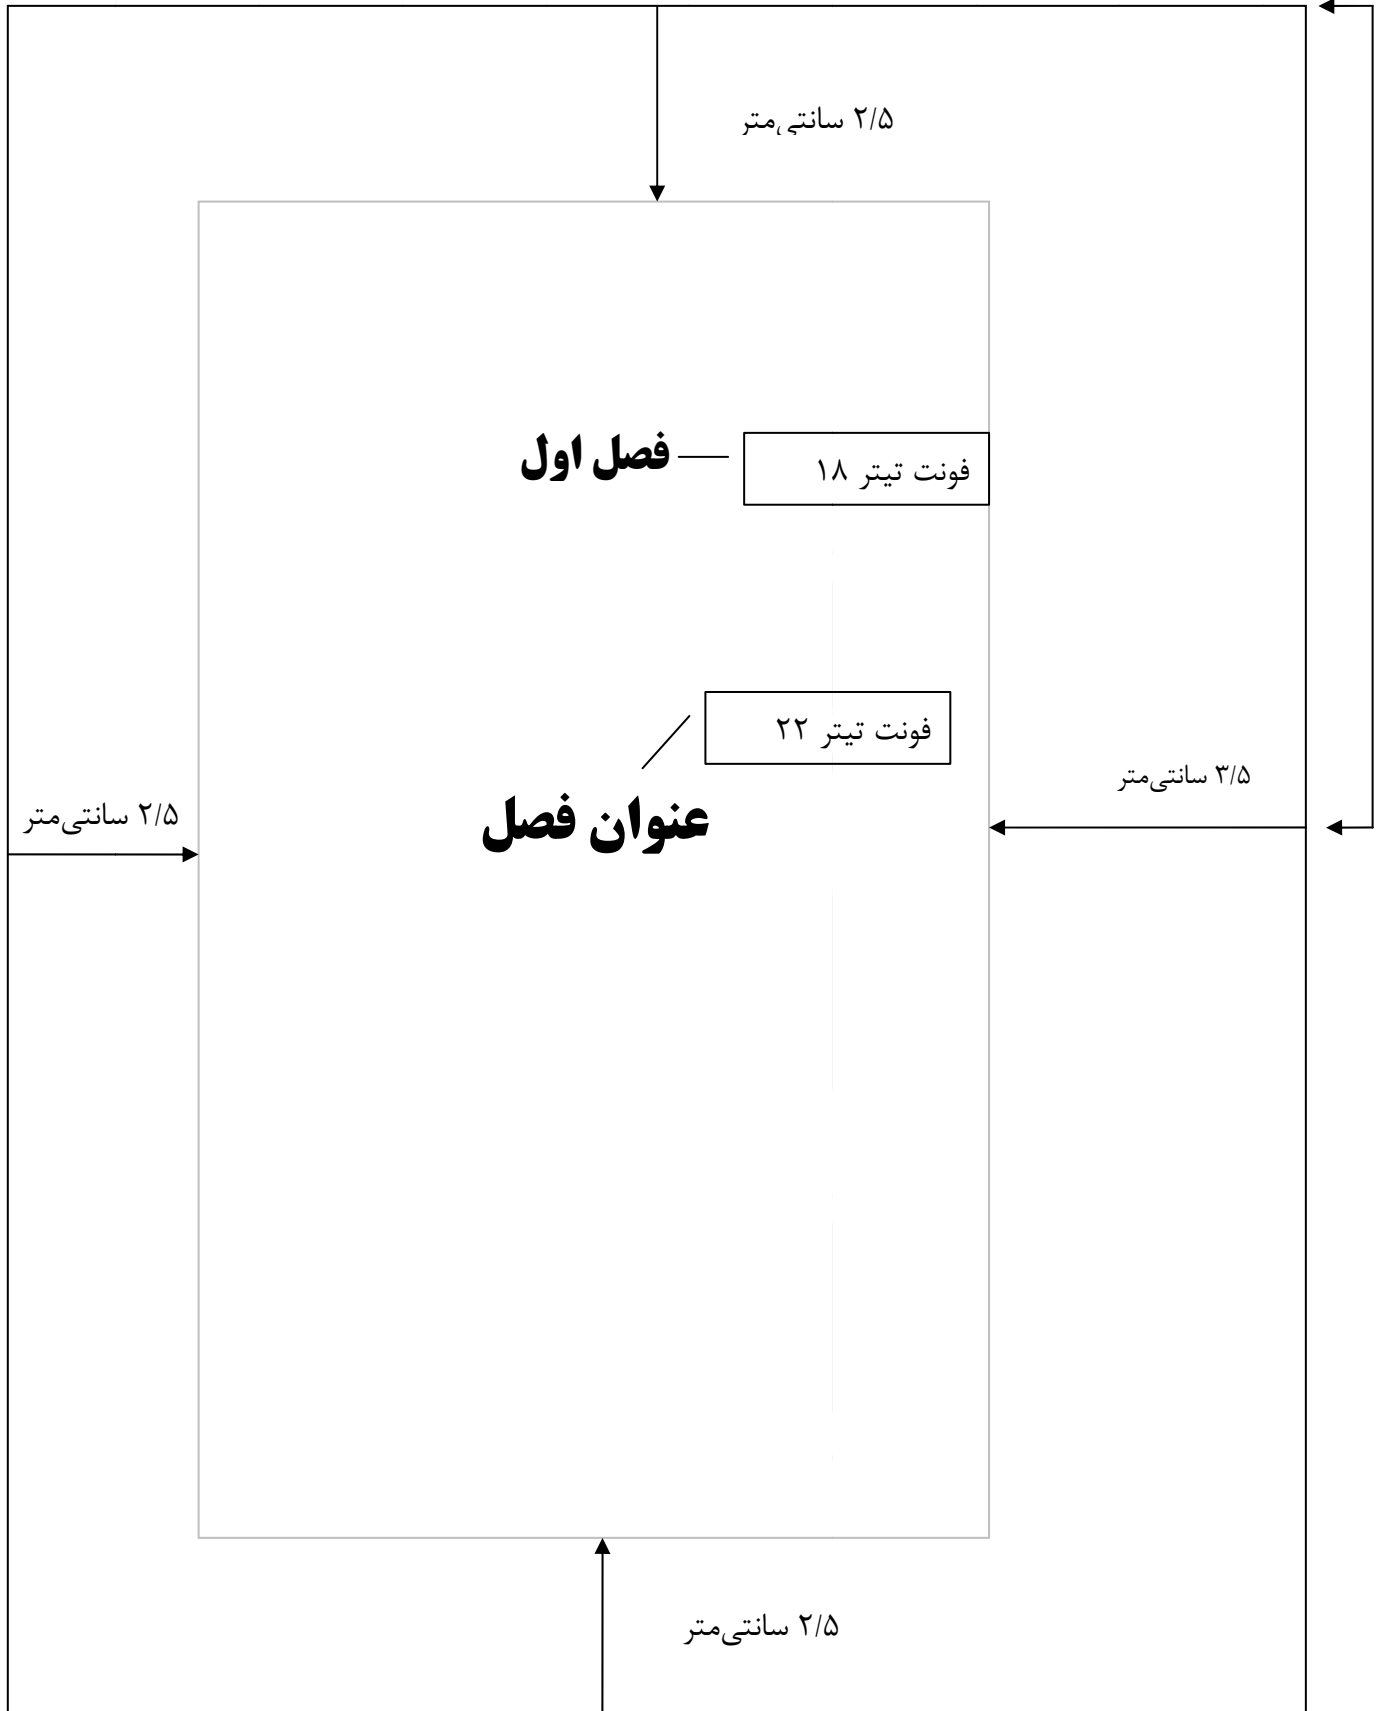 ۲/۵ سانتی‌متر
فونت تیتر ۱۸
فصل اول
فونت تیتر ۲۲
۳/۵ سانتی‌متر
عنوان فصل
۲/۵ سانتی‌متر
۲/۵ سانتی‌متر